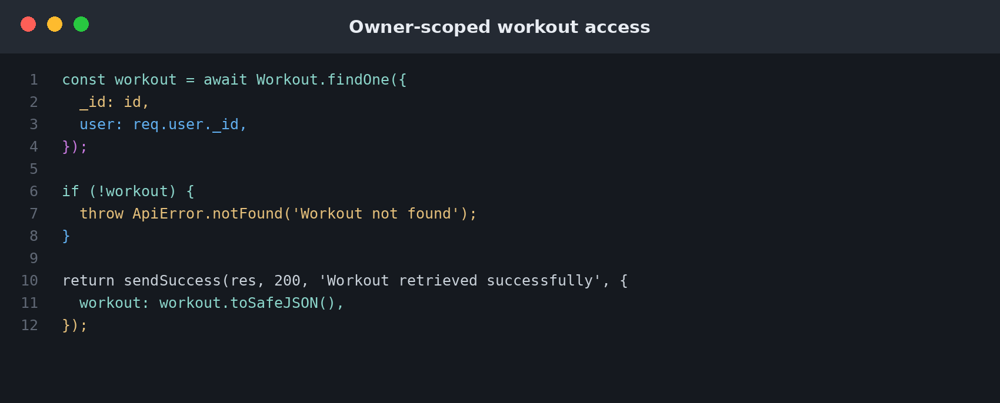 Owner-scoped workout access
1 const workout = await Workout.findOne({
2   _id: id,
3   user: req.user._id,
4 });
5
6 if (!workout) {
7   throw ApiError.notFound('Workout not found');
8 }
9
10 return sendSuccess(res, 200, 'Workout retrieved successfully', {
11   workout: workout.toSafeJSON(),
12 });